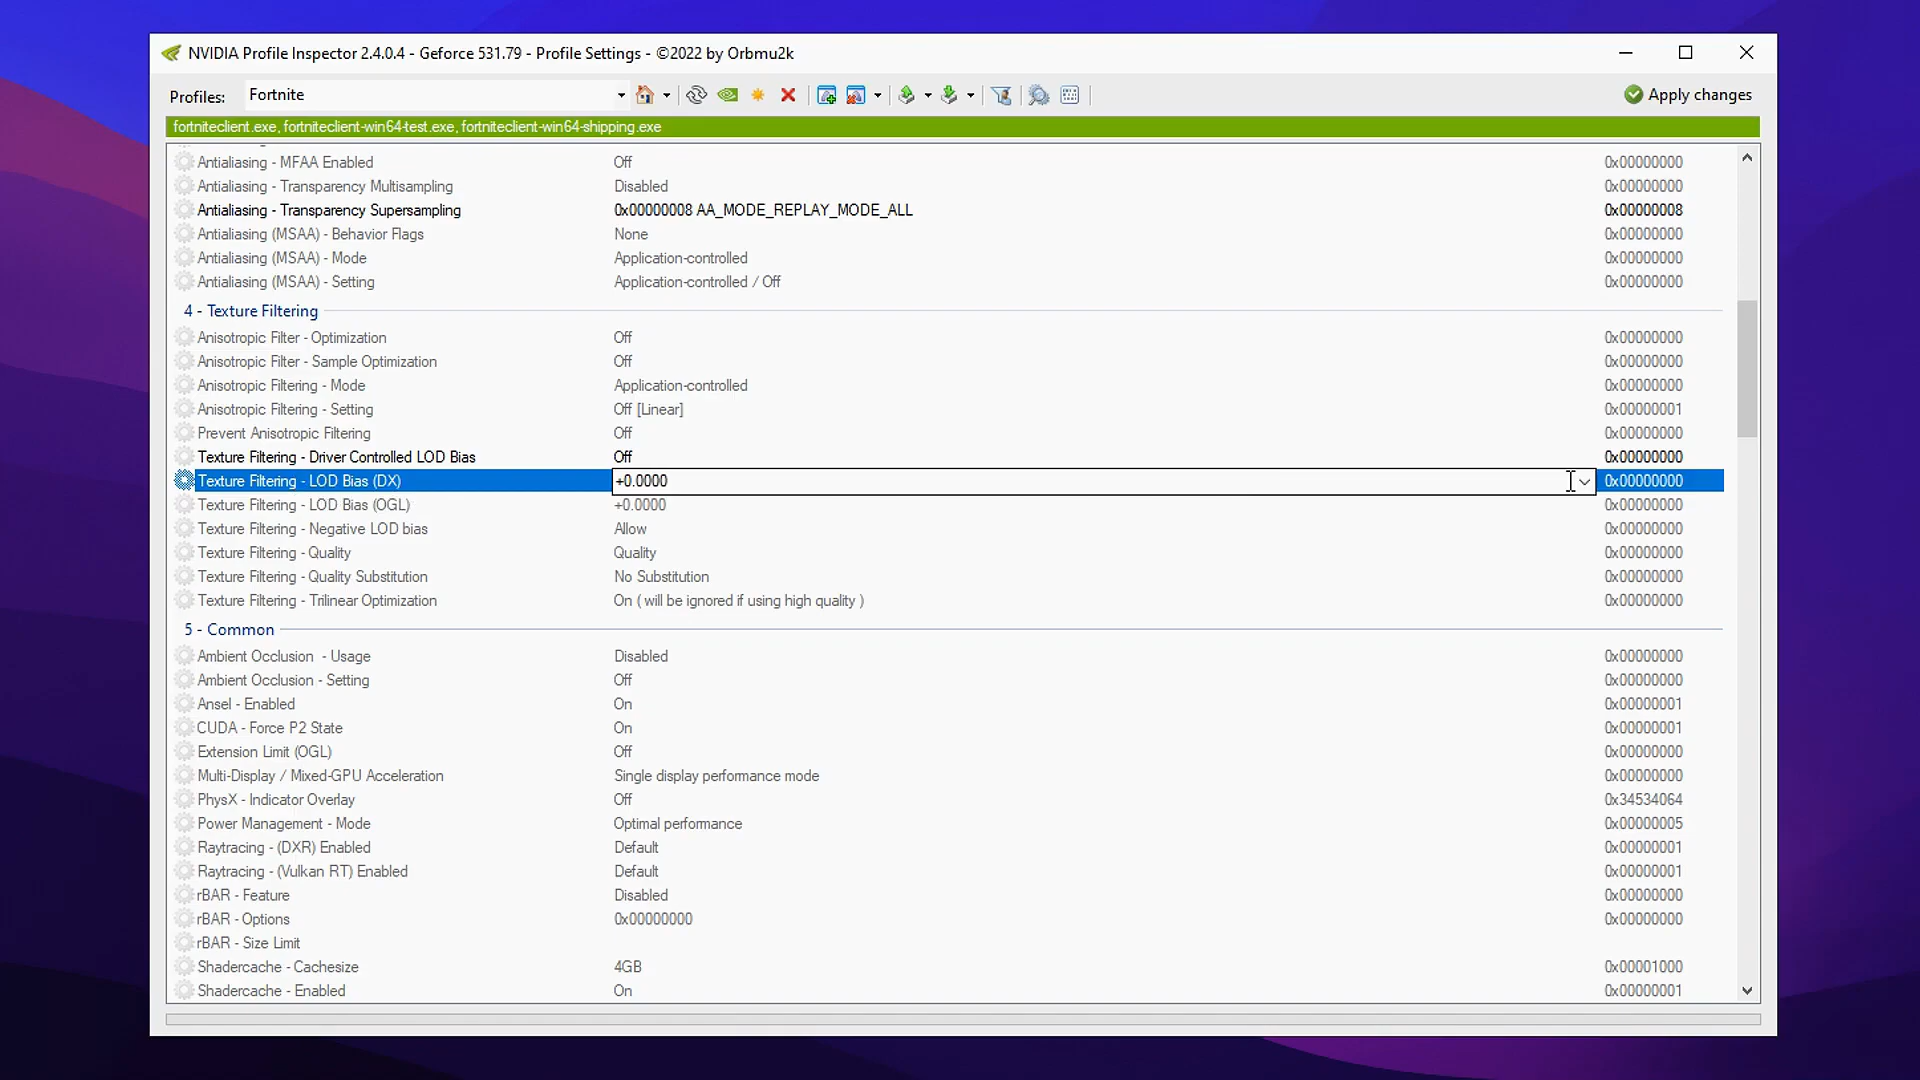 NVIDIA Profile Inspector 2.4.0.4 - Geforce 531.79 - Profile Settings - ©2022 by Orbmu2k
Profiles: Fortnite Apply changes
fortniteclient.exe, fortniteclient-win64-test.exe, fortniteclient-win64-shipping.exe
Antialiasing - MFAA Enabled Off 0x00000000
Antialiasing - Transparency Multisampling Disabled 0x00000000
Antialiasing - Transparency Supersampling 0x00000008 AA_MODE_REPLAY_MODE_ALL 0x00000008
Antialiasing (MSAA) - Behavior Flags None 0x00000000
Antialiasing (MSAA) - Mode Application-controlled 0x00000000
Antialiasing (MSAA) - Setting Application-controlled / Off 0x00000000
4 - Texture Filtering
Anisotropic Filter - Optimization Off 0x00000000
Anisotropic Filter - Sample Optimization Off 0x00000000
Anisotropic Filtering - Mode Application-controlled 0x00000000
Anisotropic Filtering - Setting Off [Linear] 0x00000001
Prevent Anisotropic Filtering Off 0x00000000
Texture Filtering - Driver Controlled LOD Bias Off 0x00000000
Texture Filtering - LOD Bias (DX) +0.0000 0x00000000
Texture Filtering - LOD Bias (OGL) +0.0000 0x00000000
Texture Filtering - Negative LOD bias Allow 0x00000000
Texture Filtering - Quality Quality 0x00000000
Texture Filtering - Quality Substitution No Substitution 0x00000000
Texture Filtering - Trilinear Optimization On ( will be ignored if using high quality ) 0x00000000
5 - Common
Ambient Occlusion - Usage Disabled 0x00000000
Ambient Occlusion - Setting Off 0x00000000
Ansel - Enabled On 0x00000001
CUDA - Force P2 State On 0x00000001
Extension Limit (OGL) Off 0x00000000
Multi-Display / Mixed-GPU Acceleration Single display performance mode 0x00000000
PhysX - Indicator Overlay Off 0x34534064
Power Management - Mode Optimal performance 0x00000005
Raytracing - (DXR) Enabled Default 0x00000001
Raytracing - (Vulkan RT) Enabled Default 0x00000001
rBAR - Feature Disabled 0x00000000
rBAR - Options 0x00000000 0x00000000
rBAR - Size Limit
Shadercache - Cachesize 4GB 0x00001000
Shadercache - Enabled On 0x00000001